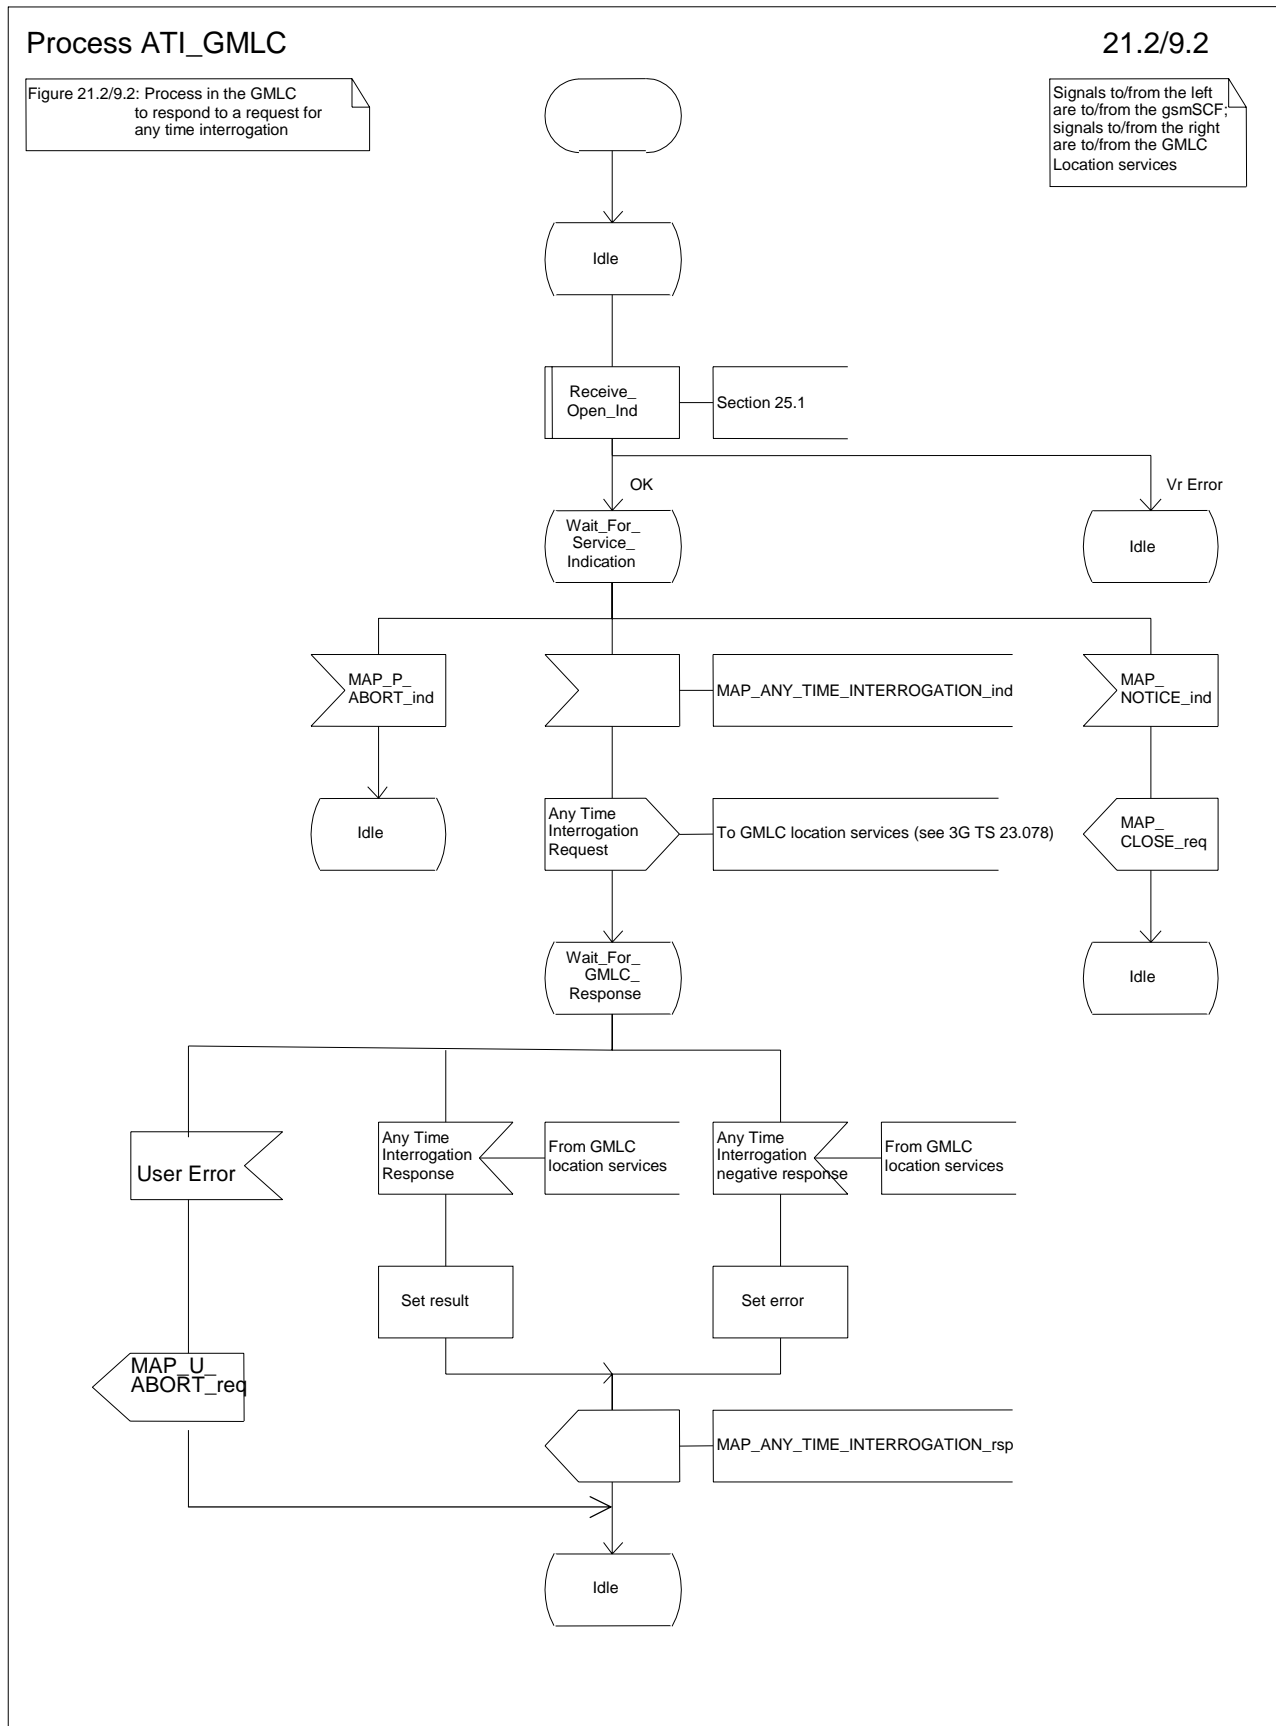 Process ATI_GMLC
21.2/9.2
Figure 21.2/9.2: Process in the GMLC
to respond to a request for
any time interrogation
Signals to/from the left
are to/from the gsmSCF;
signals to/from the right
are to/from the GMLC
Location services
Idle
Receive_
Open_Ind
Section 25.1
OK
Vr Error
Wait_For_
Service_
Indication
Idle
MAP_P_
ABORT_ind
MAP_ANY_TIME_INTERROGATION_ind
MAP_
NOTICE_ind
Idle
Any Time
Interrogation
Request
To GMLC location services (see 3G TS 23.078)
MAP_
CLOSE_req
Wait_For_
GMLC_
Response
Idle
User Error
Any Time
Interrogation
Response
From GMLC
location services
Any Time
Interrogation
negative response
From GMLC
location services
Set result
Set error
MAP_U_
ABORT_req
MAP_ANY_TIME_INTERROGATION_rsp
Idle